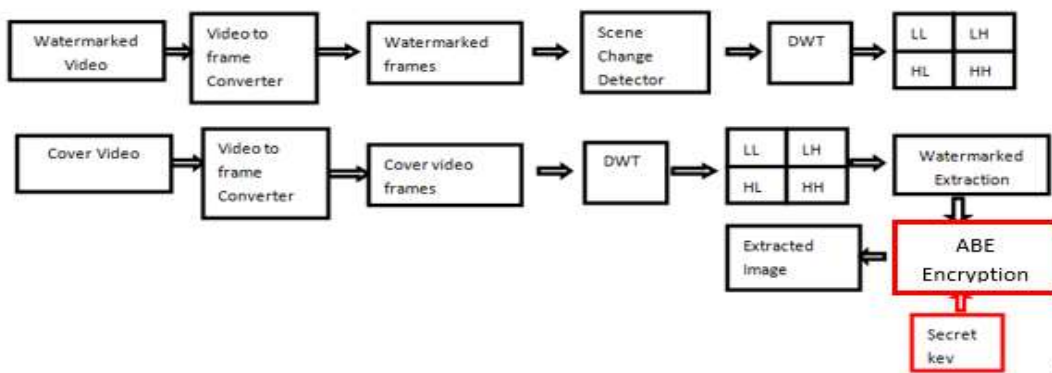 Watermarked
Video
Video to
frame
Converter
Watermarked
frames
Scene
Change
Detector
DWT
LL LH
HL HH
Cover Video
Video to
frame
Converter
Cover video
frames
DWT
LL LH
HL HH
Watermarked
Extraction
Extracted
Image
ABE
Encryption
Secret
key